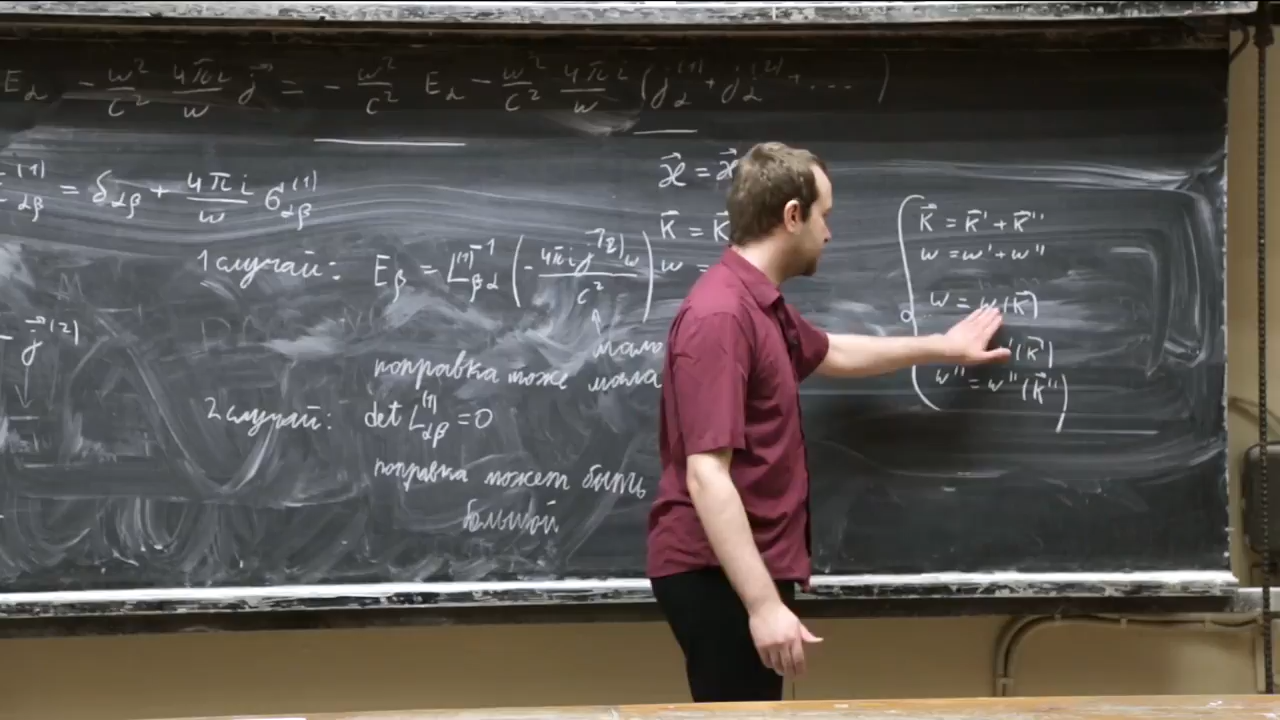 E_α − ω²/c² 4πi/ω j⃗ = − ω²/c² E_α − ω²/c² 4πi/ω (j_α^(1) + j_α^(2) + ...)
_αβ^(1) = δ_αβ + 4πi/ω σ_αβ^(1)
1 случай: E_β = L_βα^(1)−1 (− 4πi j⃗^(2) ω / c²)
мало
поправка тоже мала
− j⃗^(2)
2 случай: det L_αβ^(1) = 0
поправка может быть
большой
ϰ⃗ = ϰ⃗
k⃗ = k⃗
ω =
k⃗ = k⃗' + k⃗''
ω = ω' + ω''
ω = ω(k⃗)
'(k⃗')
ω'' = ω''(k⃗'')